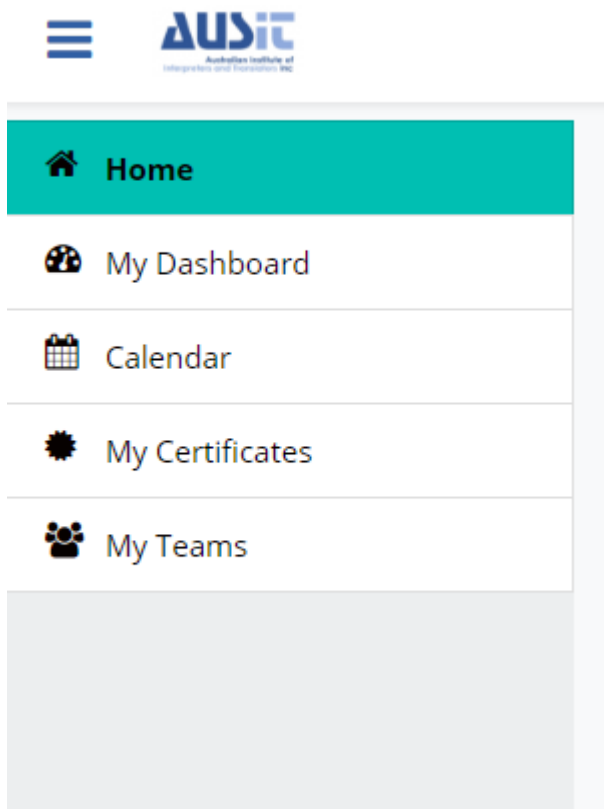 AUSiT
Australian Institute of
Interpreters and Translators Inc
Home
My Dashboard
Calendar
My Certificates
My Teams